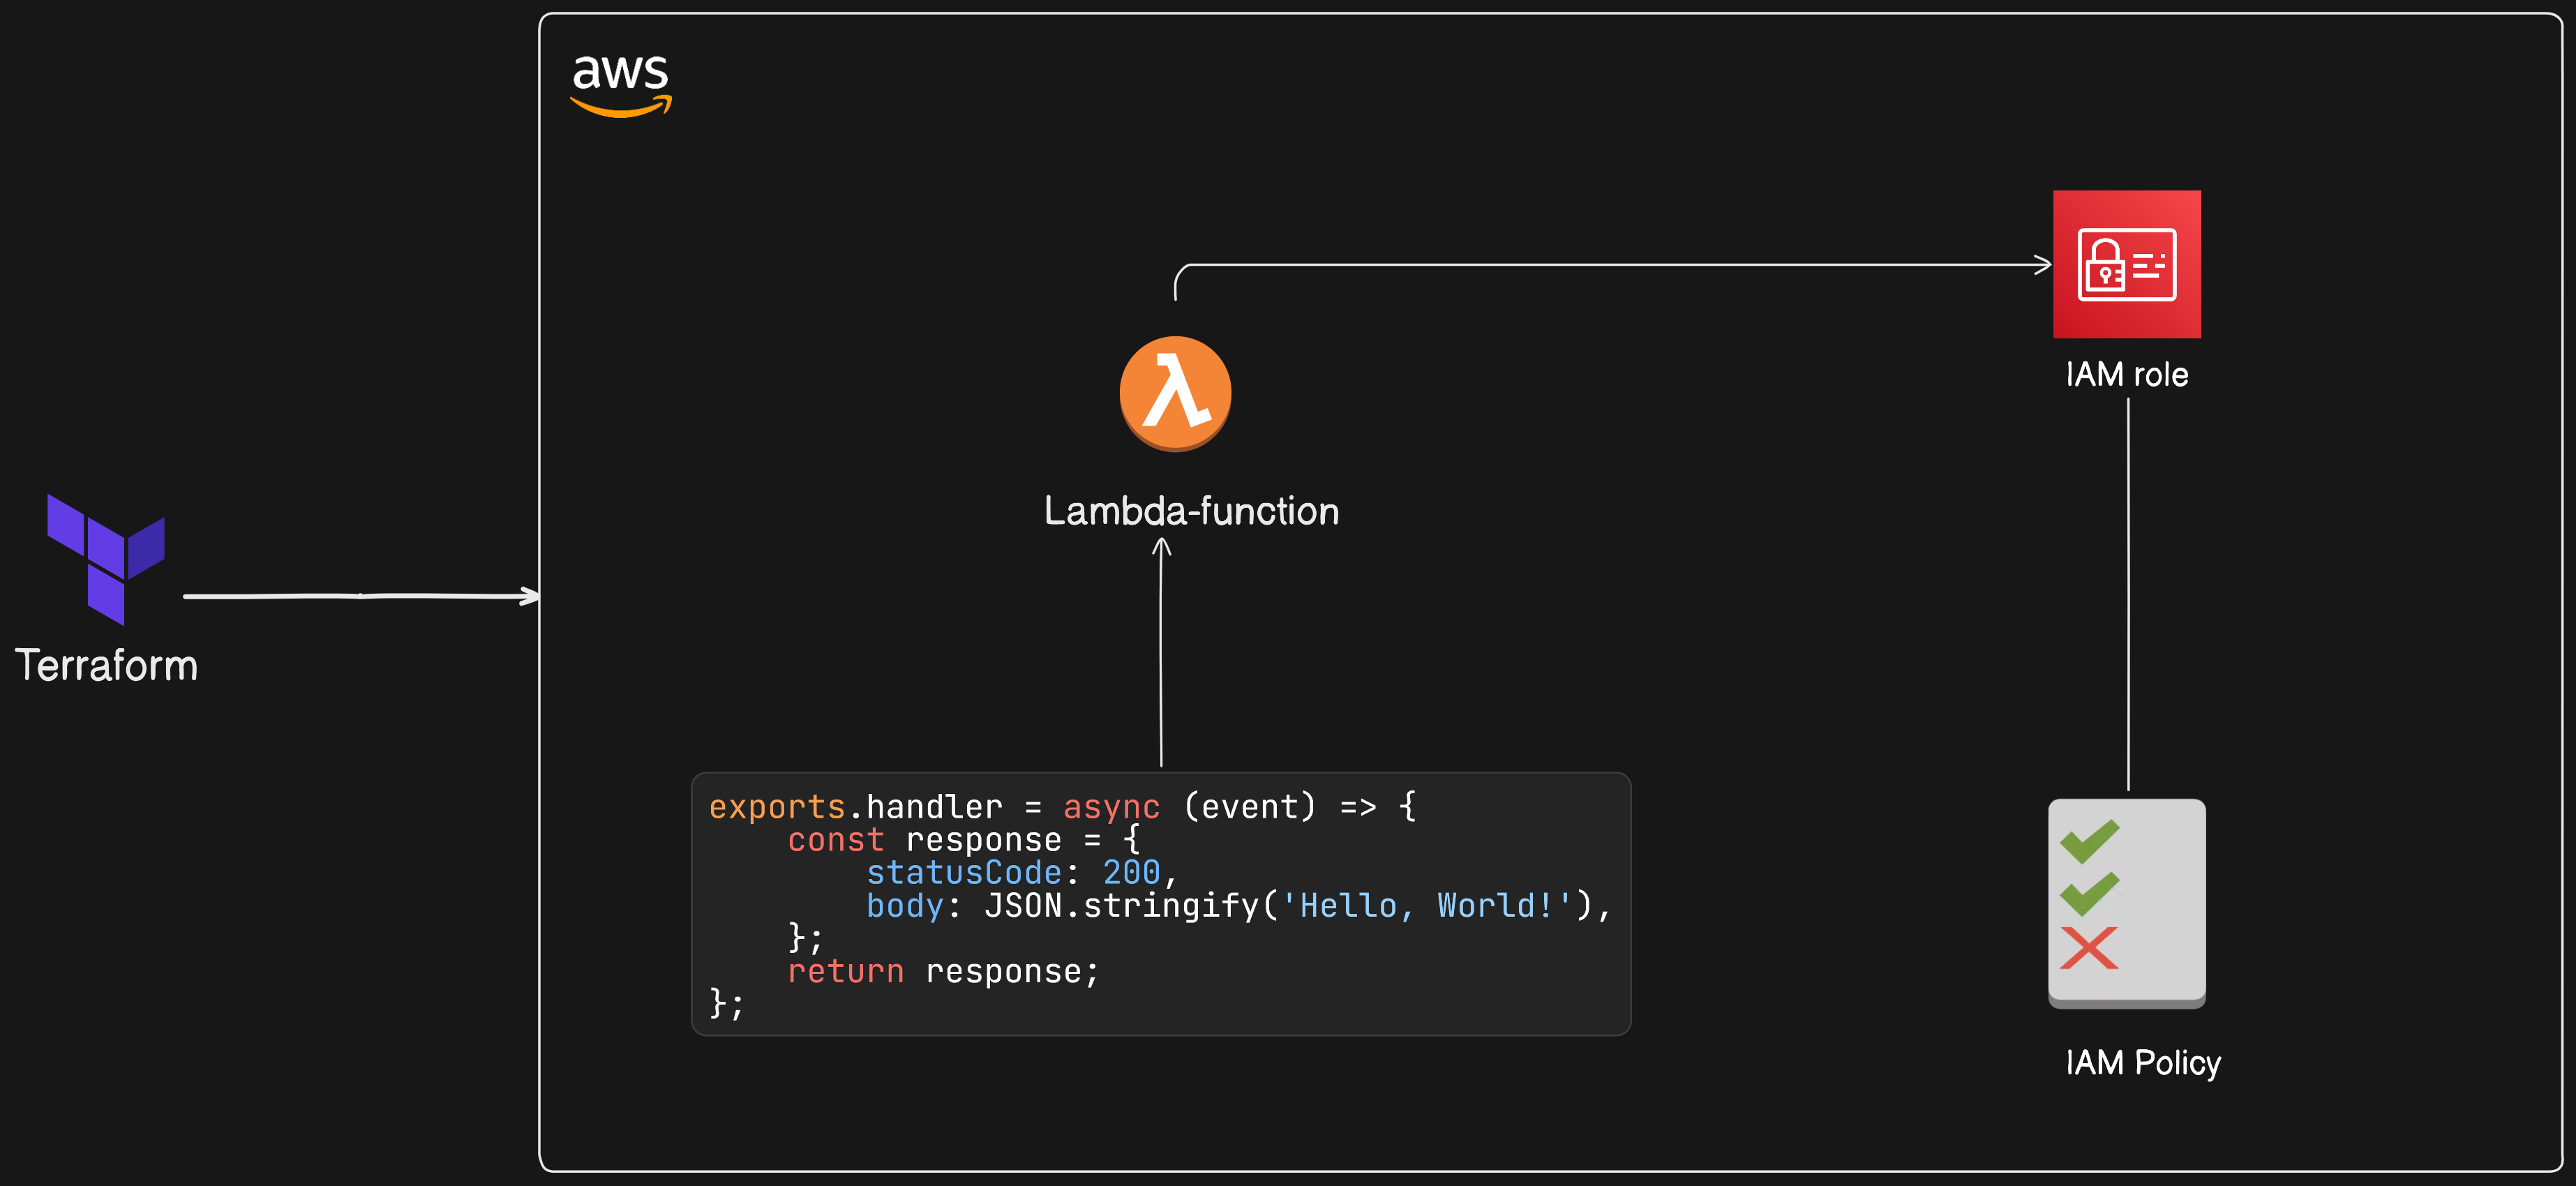 aws
IAM role
Lambda-function
Terraform
exports.handler = async (event) => {
    const response = {
        statusCode: 200,
        body: JSON.stringify('Hello, World!'),
    };
    return response;
};
IAM Policy